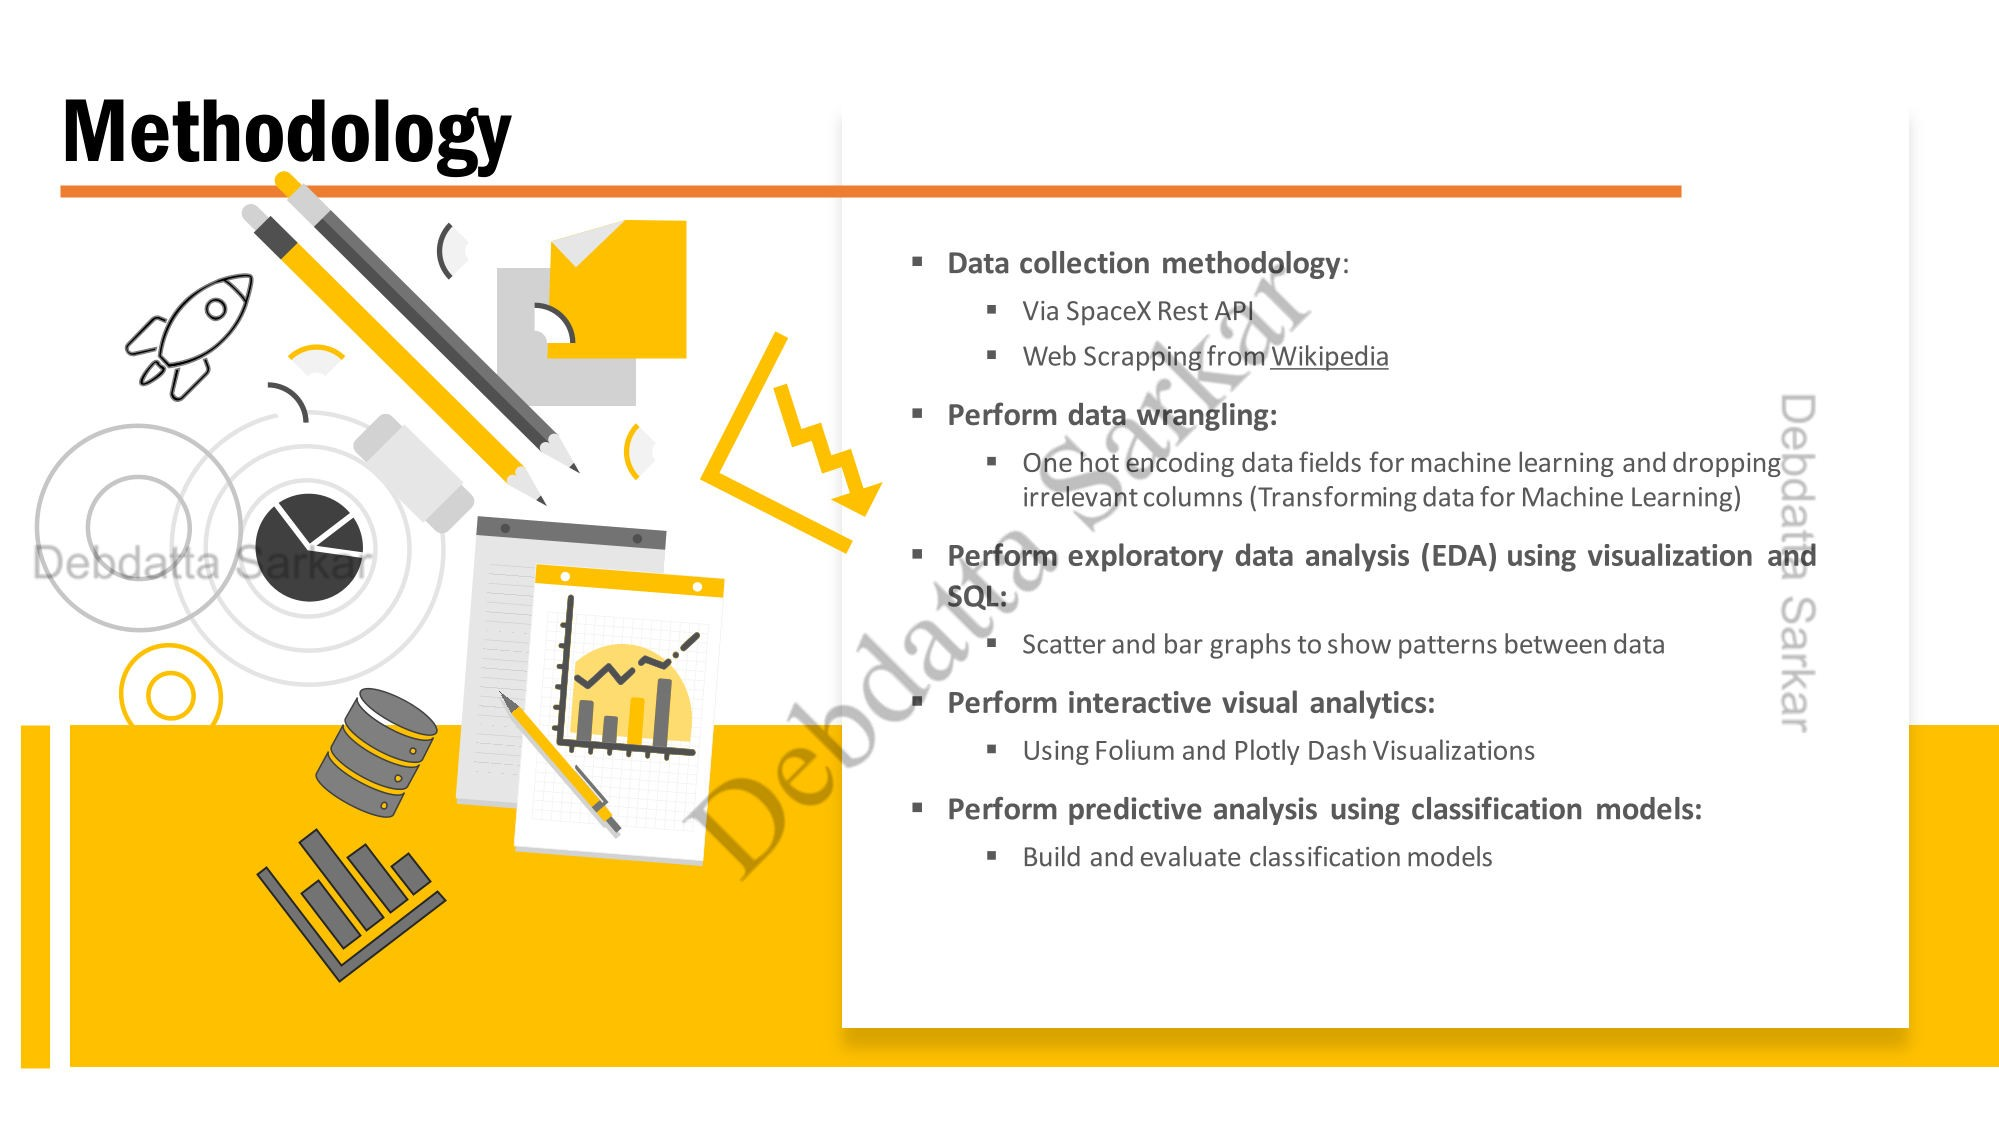 Methodology
▪ Data collection methodology:
▪ Via SpaceX Rest API
▪ Web Scrapping from Wikipedia
▪ Perform data wrangling:
▪ One hot encoding data fields for machine learning and dropping
irrelevant columns (Transforming data for Machine Learning)
▪ Perform exploratory data analysis (EDA) using visualization and
SQL:
▪ Scatter and bar graphs to show patterns between data
▪ Perform interactive visual analytics:
▪ Using Folium and Plotly Dash Visualizations
▪ Perform predictive analysis using classification models:
▪ Build and evaluate classification models
Debdatta Sarkar
Debdatta Sarkar
Debdatta Sarkar